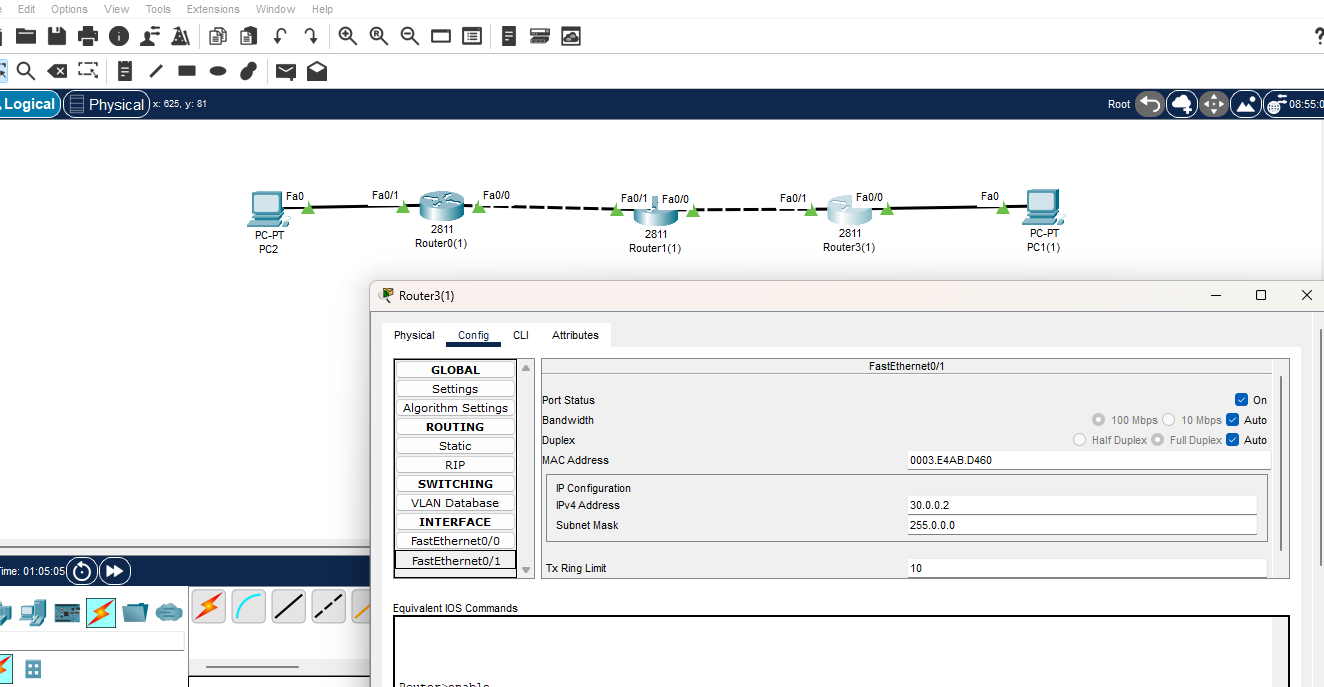 Edit Options View Tools Extensions Window Help
Logical Physical x: 625, y: 81 Root
Fa0 Fa0/1 Fa0/0 Fa0/1 Fa0/0 Fa0/1 Fa0/0 Fa0
PC-PT 2811 2811 2811 PC-PT
PC2 Router0(1) Router1(1) Router3(1) PC1(1)
Router3(1)
Physical Config CLI Attributes
GLOBAL
Settings
Algorithm Settings
ROUTING
Static
RIP
SWITCHING
VLAN Database
INTERFACE
FastEthernet0/0
FastEthernet0/1
FastEthernet0/1
Port Status On
Bandwidth 100 Mbps 10 Mbps Auto
Duplex Half Duplex Full Duplex Auto
MAC Address 0003.E4AB.D460
IP Configuration
IPv4 Address 30.0.0.2
Subnet Mask 255.0.0.0
Tx Ring Limit 10
Equivalent IOS Commands
Router>enable
01:05:05